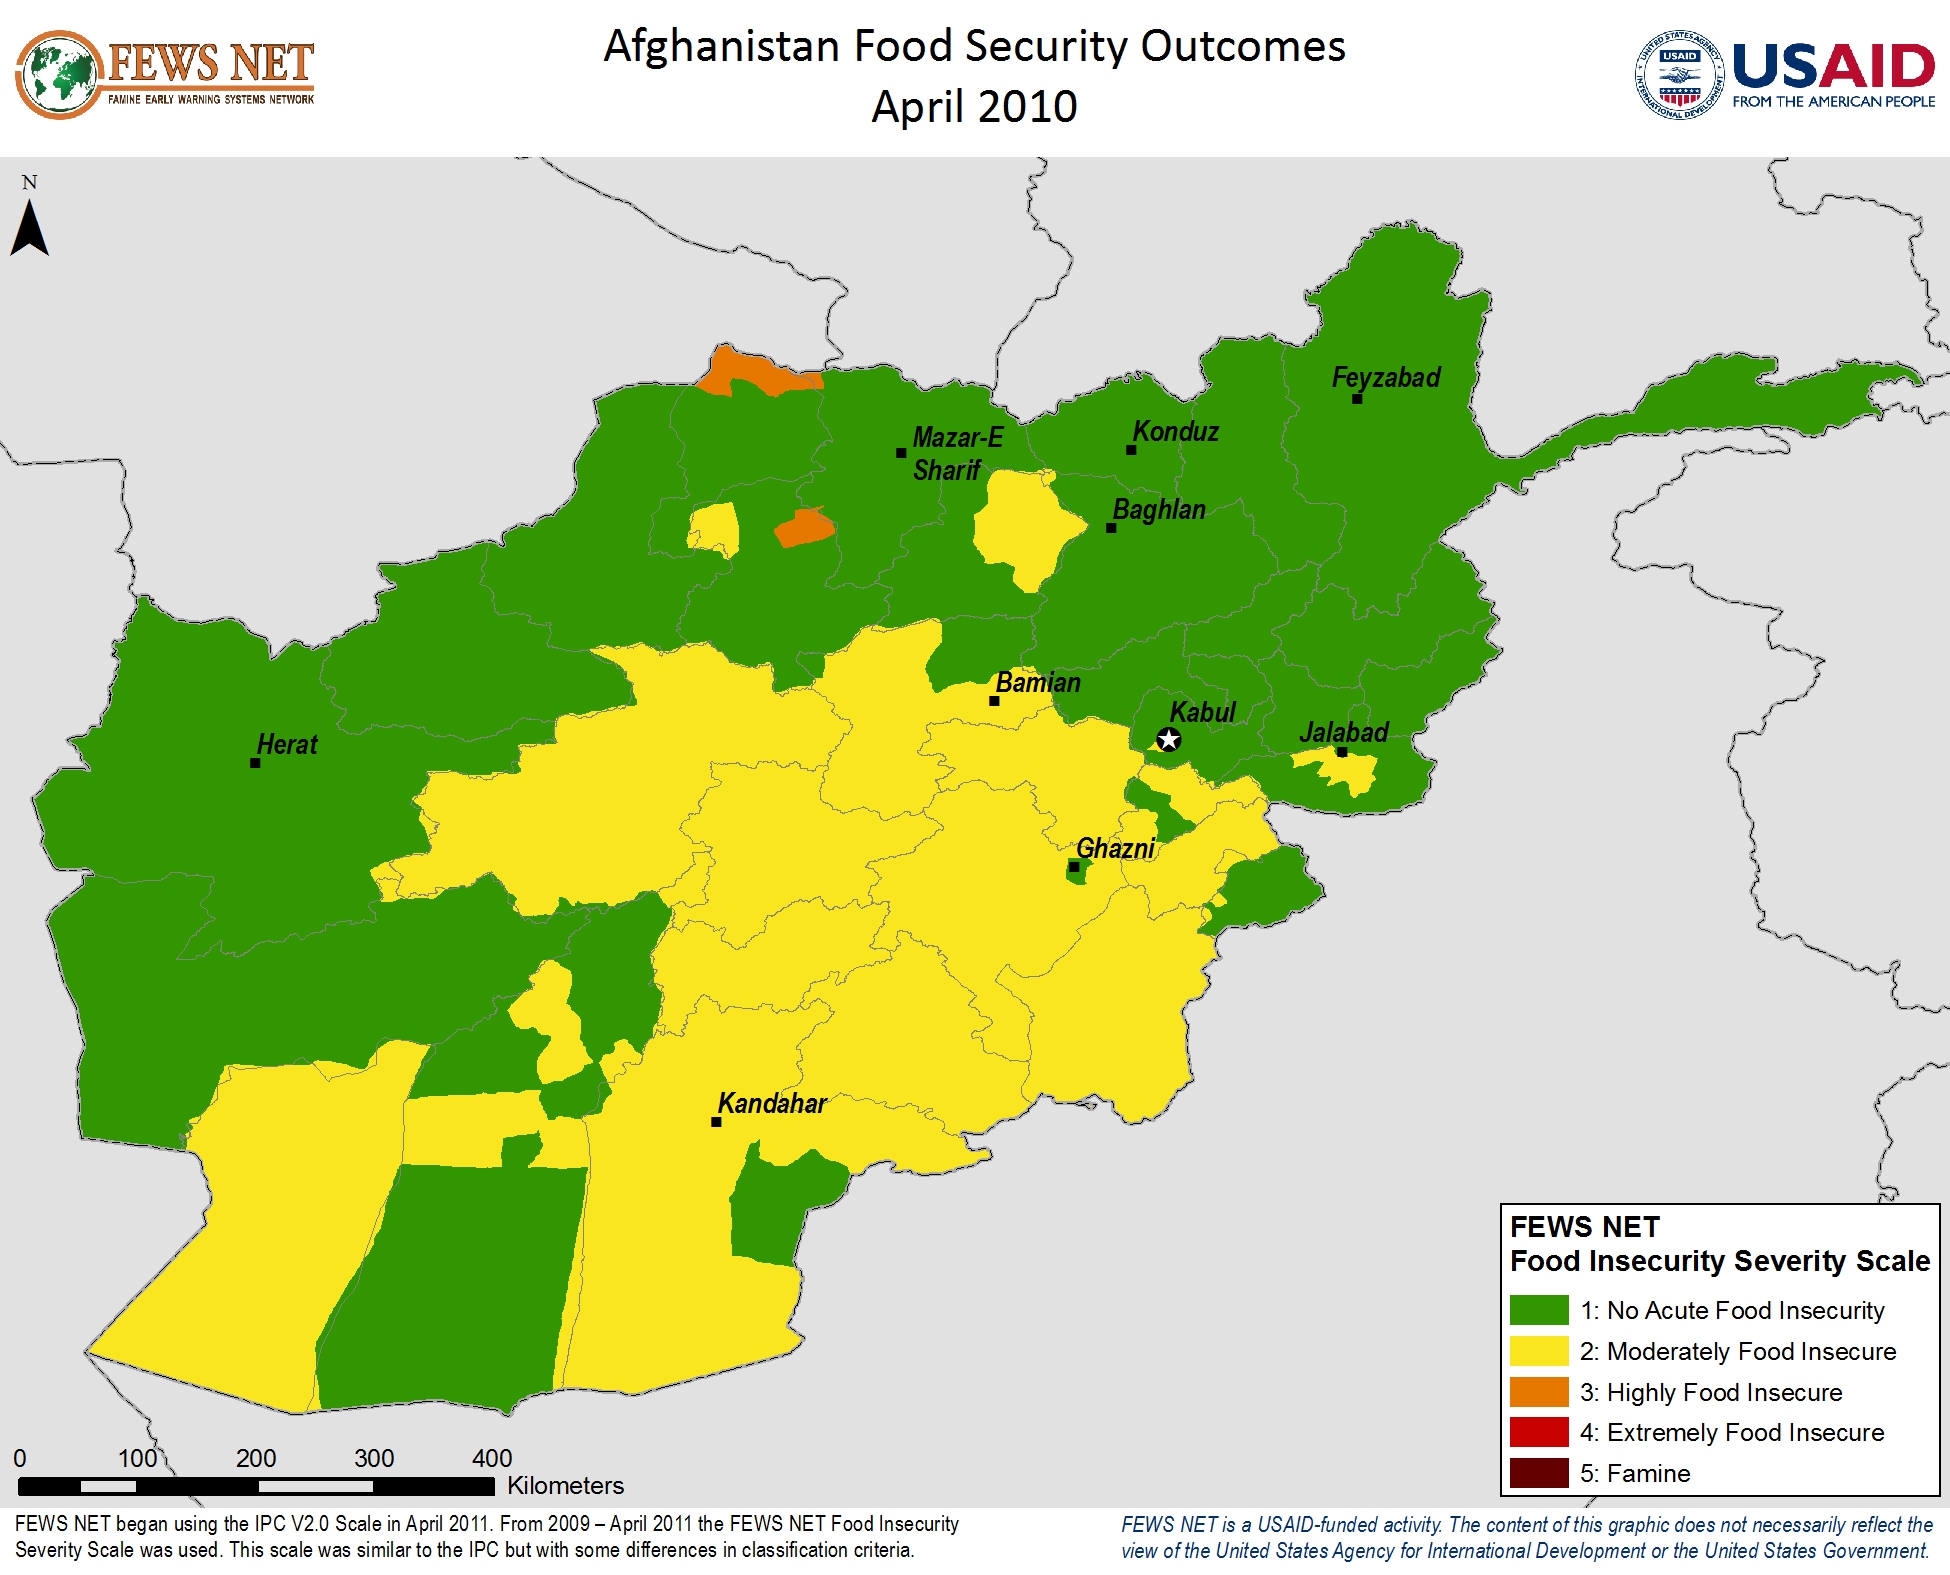 FEWS NET
FAMINE EARLY WARNING SYSTEMS NETWORK
Afghanistan Food Security Outcomes
April 2010
UNITED STATES AGENCY
USAID
INTERNATIONAL DEVELOPMENT
USAID
FROM THE AMERICAN PEOPLE
N
Feyzabad
Mazar-E
Sharif
Konduz
Baghlan
Bamian
Kabul
Herat
Jalabad
Ghazni
Kandahar
FEWS NET
Food Insecurity Severity Scale
1: No Acute Food Insecurity
2: Moderately Food Insecure
3: Highly Food Insecure
4: Extremely Food Insecure
5: Famine
0 100 200 300 400
Kilometers
FEWS NET began using the IPC V2.0 Scale in April 2011. From 2009 – April 2011 the FEWS NET Food Insecurity
Severity Scale was used. This scale was similar to the IPC but with some differences in classification criteria.
FEWS NET is a USAID-funded activity. The content of this graphic does not necessarily reflect the
view of the United States Agency for International Development or the United States Government.